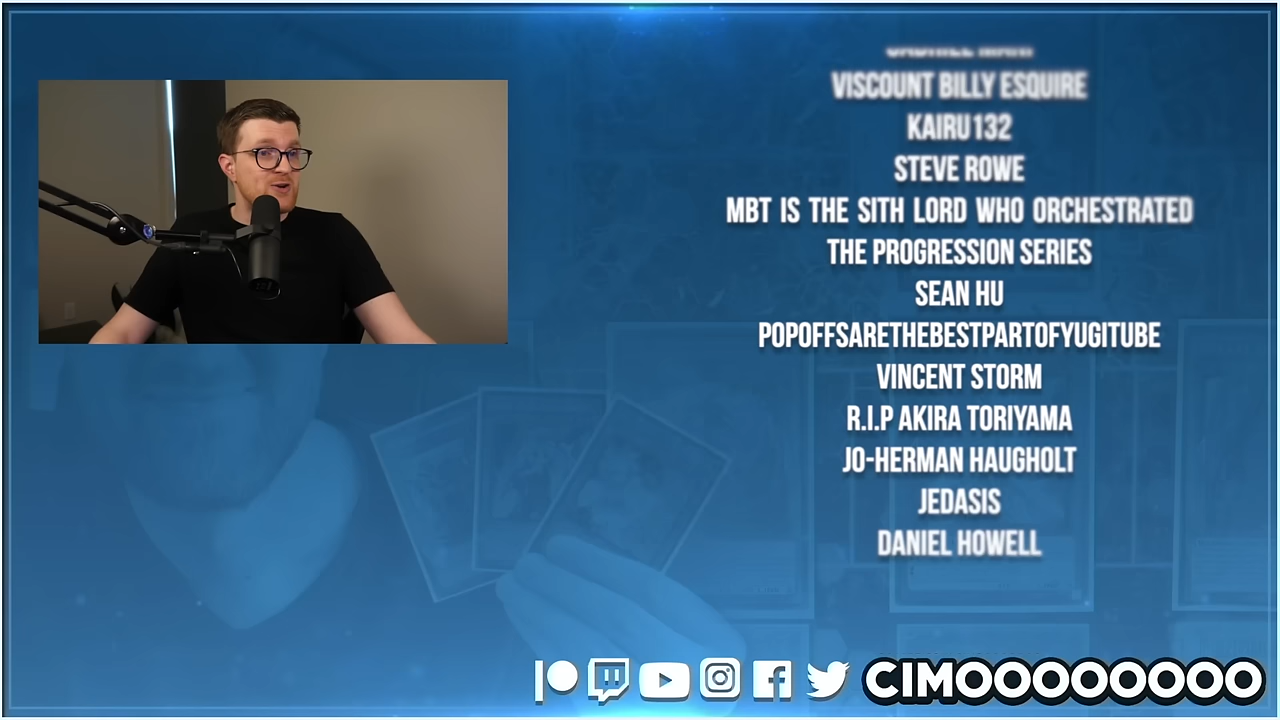 VISCOUNT BILLY ESQUIRE
KAIRU132
STEVE ROWE
MBT IS THE SITH LORD WHO ORCHESTRATED
THE PROGRESSION SERIES
SEAN HU
POPOFFSARETHEBESTPARTOFYUGITUBE
VINCENT STORM
R.I.P AKIRA TORIYAMA
JO-HERMAN HAUGHOLT
JEDASIS
DANIEL HOWELL
CIMOOOOOOOOO